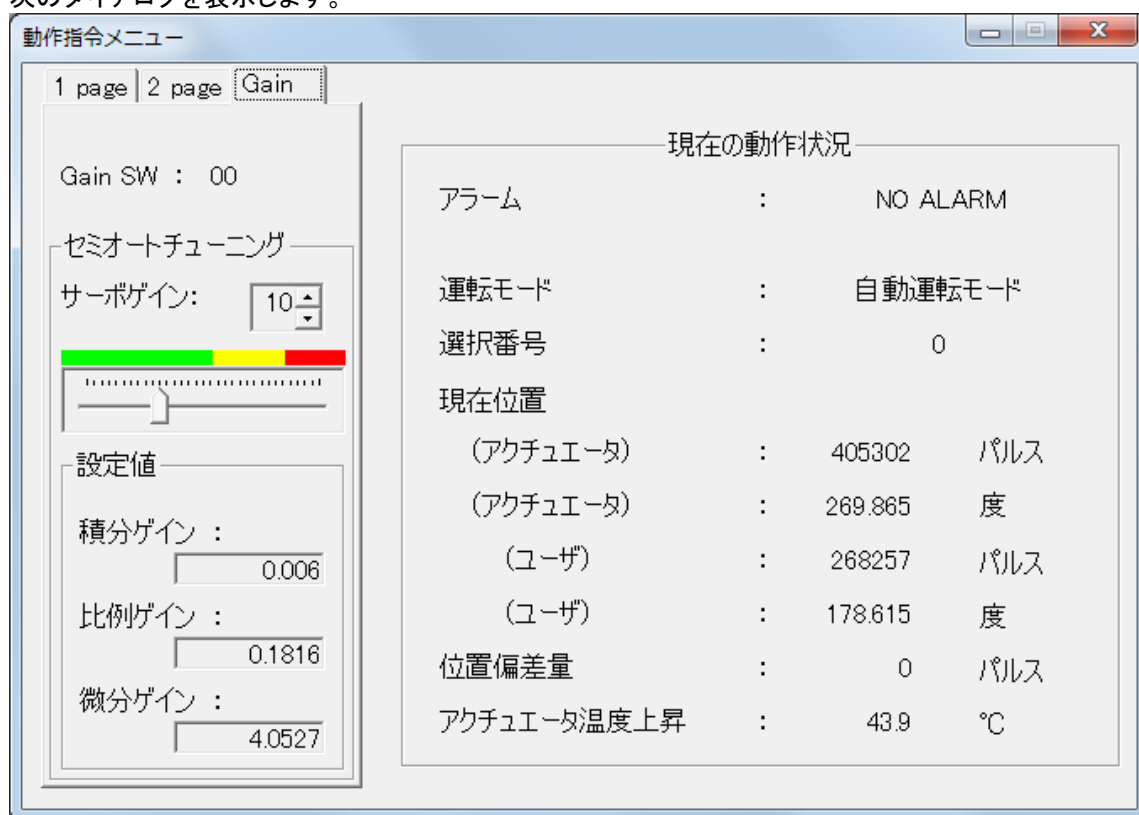 次のダイアログを表示します。
動作指令メニュー
1 page 2 page Gain
Gain SW : 00
セミオートチューニング
サーボゲイン: 10
設定値
積分ゲイン :
0.006
比例ゲイン :
0.1816
微分ゲイン :
4.0527
現在の動作状況
アラーム : NO ALARM
運転モード : 自動運転モード
選択番号 : 0
現在位置
(アクチュエータ) : 405302 パルス
(アクチュエータ) : 269.865 度
(ユーザ) : 268257 パルス
(ユーザ) : 178.615 度
位置偏差量 : 0 パルス
アクチュエータ温度上昇 : 43.9 ℃